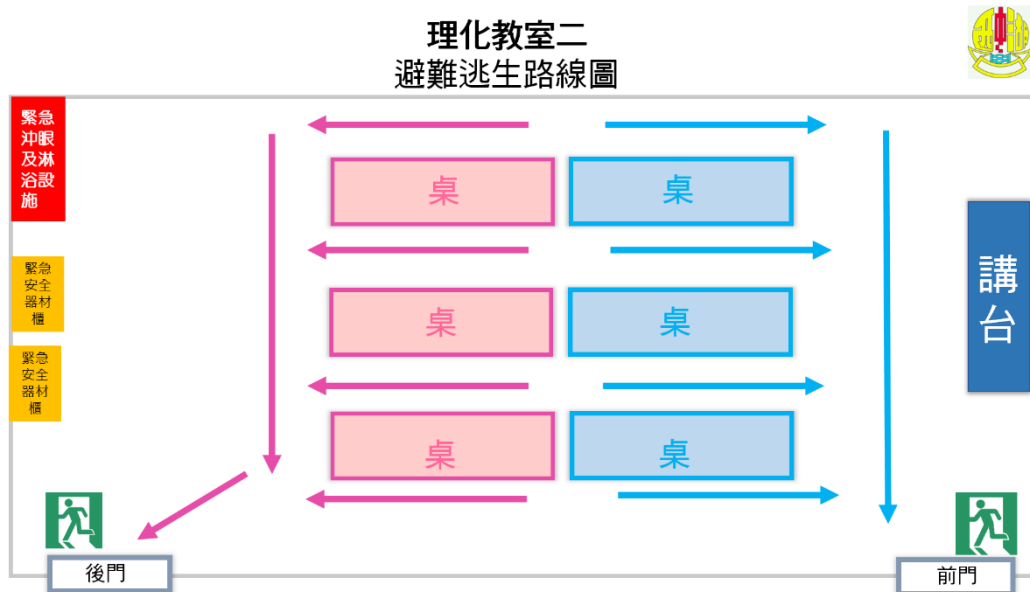 理化教室二
避難逃生路線圖
緊急
沖眼
及淋
浴設
施
緊急
安全
器材
櫃
緊急
安全
器材
櫃
桌
桌
桌
桌
桌
桌
講
台
後門
前門